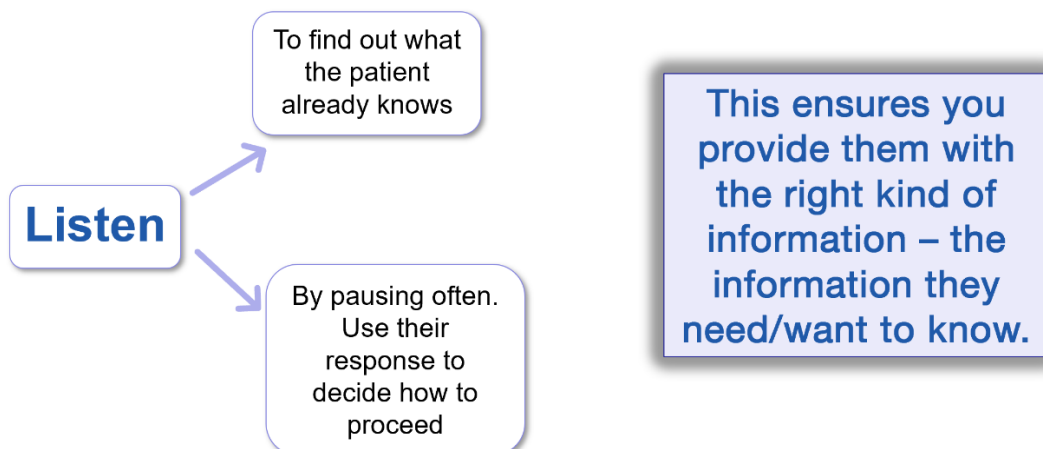 To find out what
the patient
already knows
Listen
By pausing often.
Use their
response to
decide how to
proceed
This ensures you
provide them with
the right kind of
information – the
information they
need/want to know.